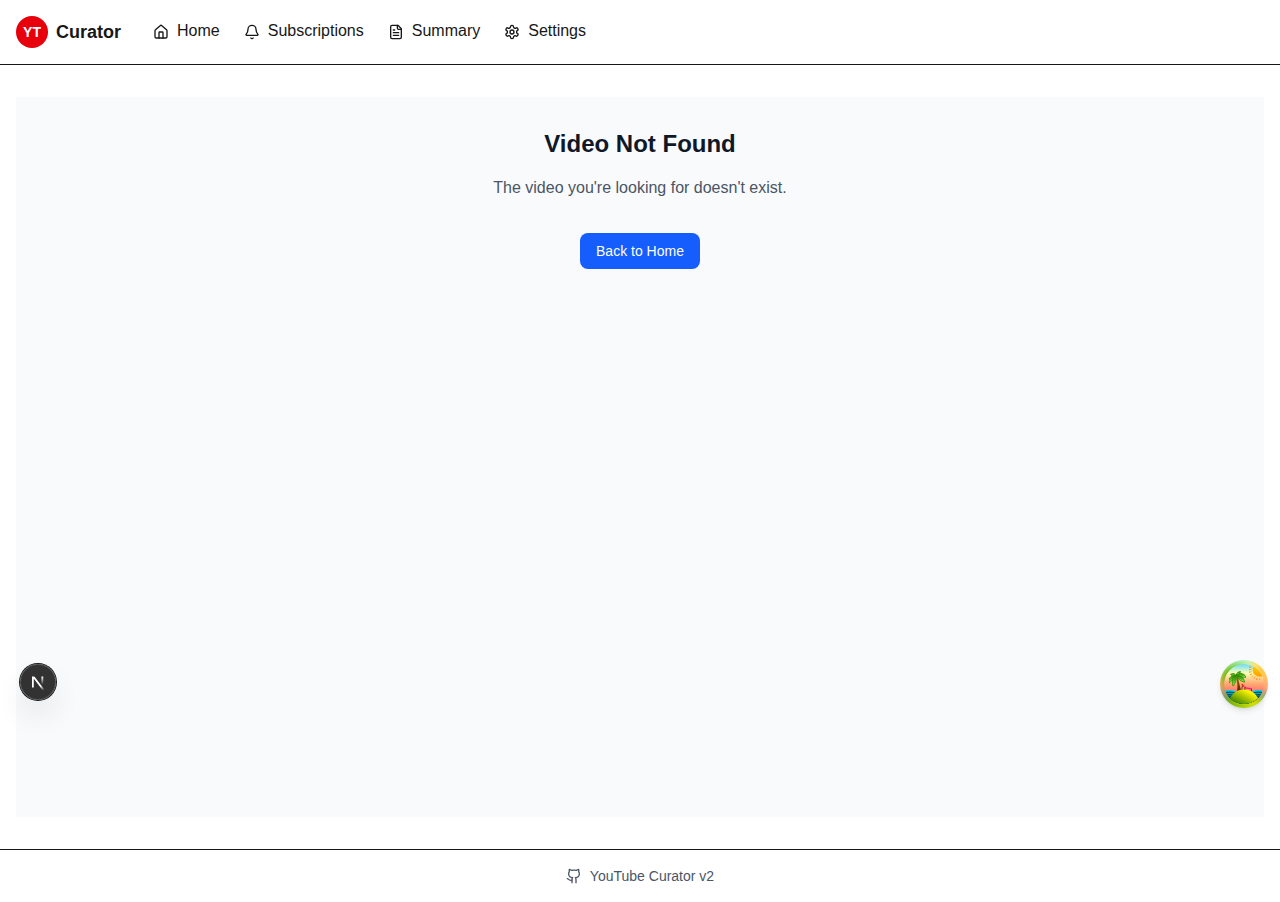 YT Curator Home Subscriptions Summary Settings
Video Not Found
The video you're looking for doesn't exist.
Back to Home
N
YouTube Curator v2